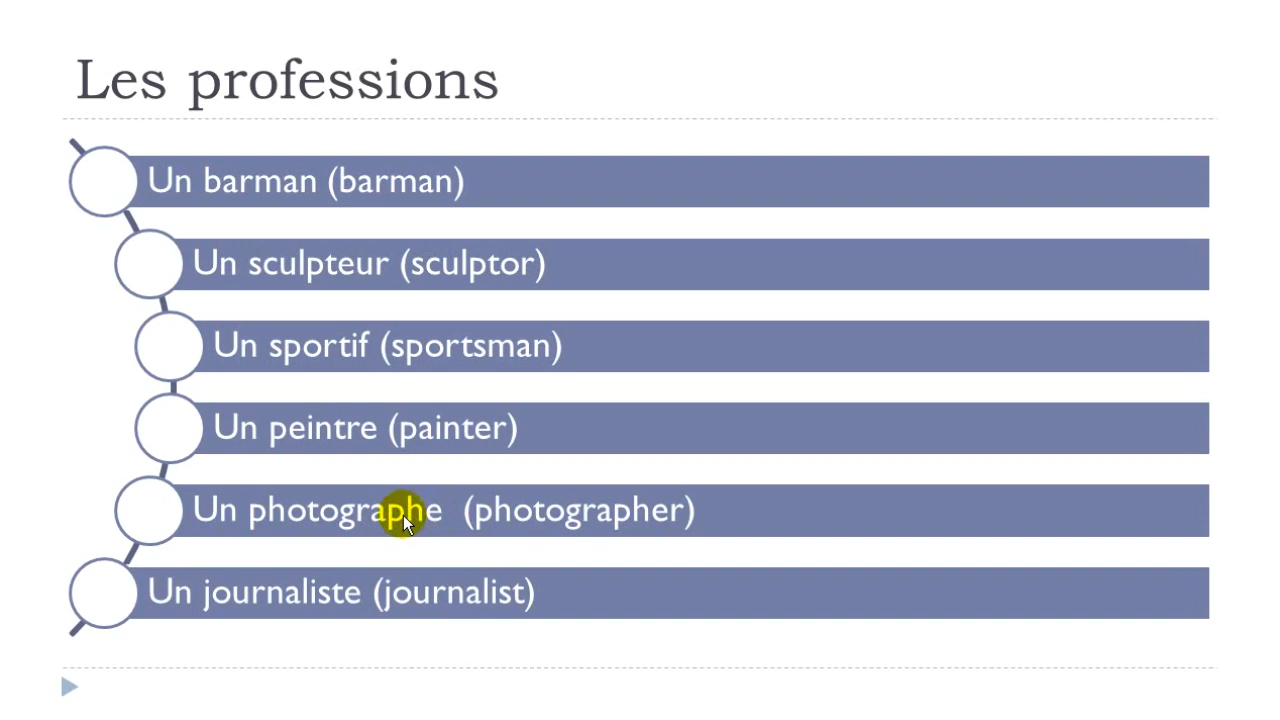 Les professions
Un barman (barman)
Un sculpteur (sculptor)
Un sportif (sportsman)
Un peintre (painter)
Un photographe (photographer)
Un journaliste (journalist)